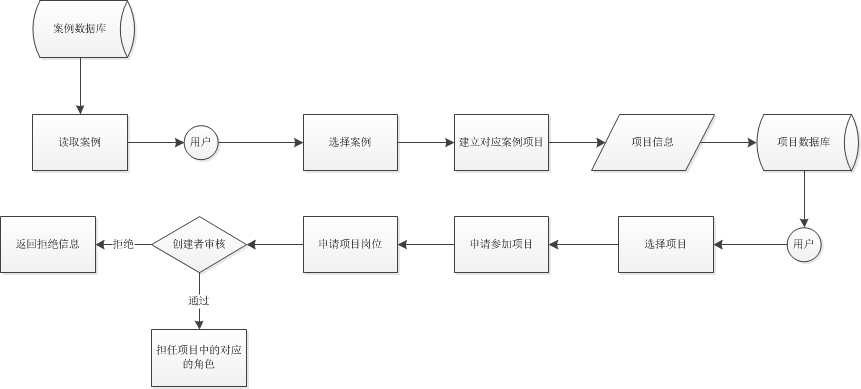 案例数据库
读取案例
用户
选择案例
建立对应案例项目
项目信息
项目数据库
返回拒绝信息
拒绝
创建者审核
申请项目岗位
申请参加项目
选择项目
用户
通过
担任项目中的对应
的角色